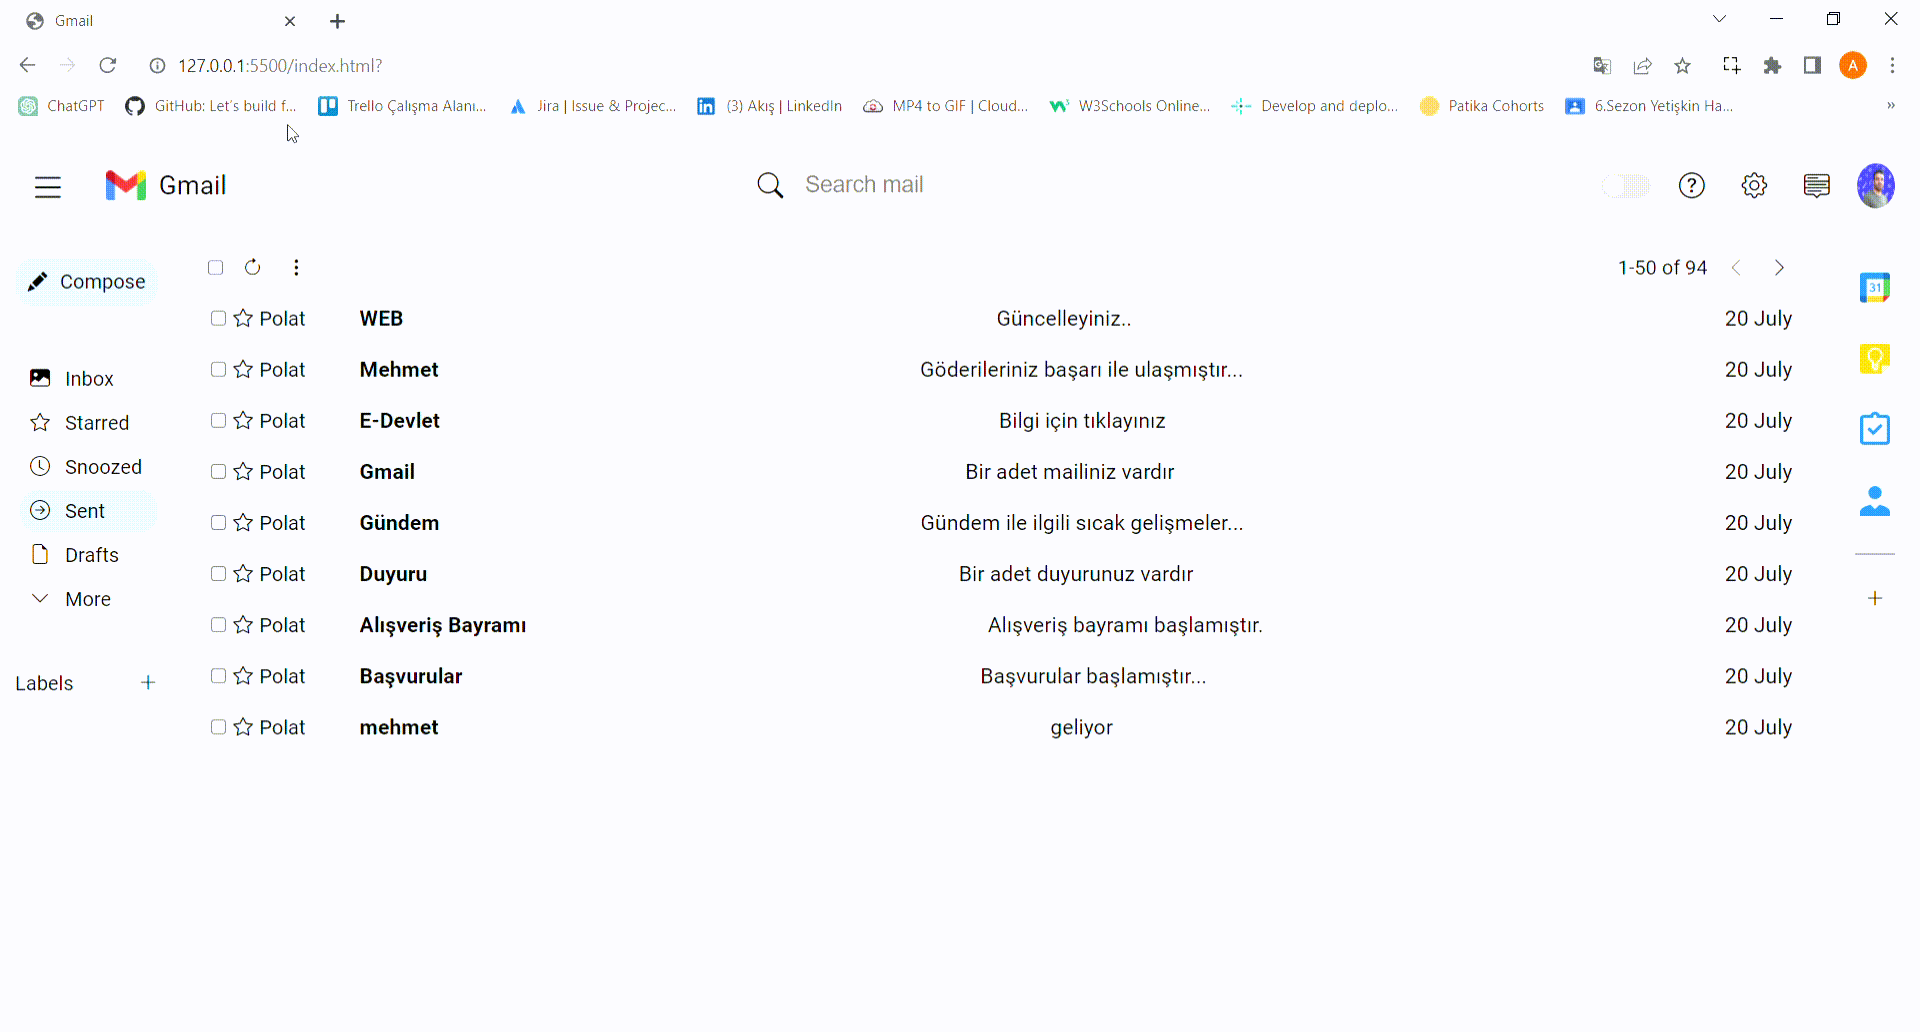 Gmail
127.0.0.1:5500/index.html?
A
ChatGPT GitHub: Let's build f... Trello Çalışma Alanı... Jira | Issue & Projec... (3) Akış | LinkedIn MP4 to GIF | Cloud... W3Schools Online... Develop and deplo... Patika Cohorts 6.Sezon Yetişkin Ha... »
Gmail Search mail
Compose
1-50 of 94
31
Polat WEB Güncelleyiniz.. 20 July
Polat Mehmet Göderileriniz başarı ile ulaşmıştır... 20 July
Polat E-Devlet Bilgi için tıklayınız 20 July
Polat Gmail Bir adet mailiniz vardır 20 July
Polat Gündem Gündem ile ilgili sıcak gelişmeler... 20 July
Polat Duyuru Bir adet duyurunuz vardır 20 July
Polat Alışveriş Bayramı Alışveriş bayramı başlamıştır. 20 July
Polat Başvurular Başvurular başlamıştır... 20 July
Polat mehmet geliyor 20 July
Inbox
Starred
Snoozed
Sent
Drafts
More
Labels +